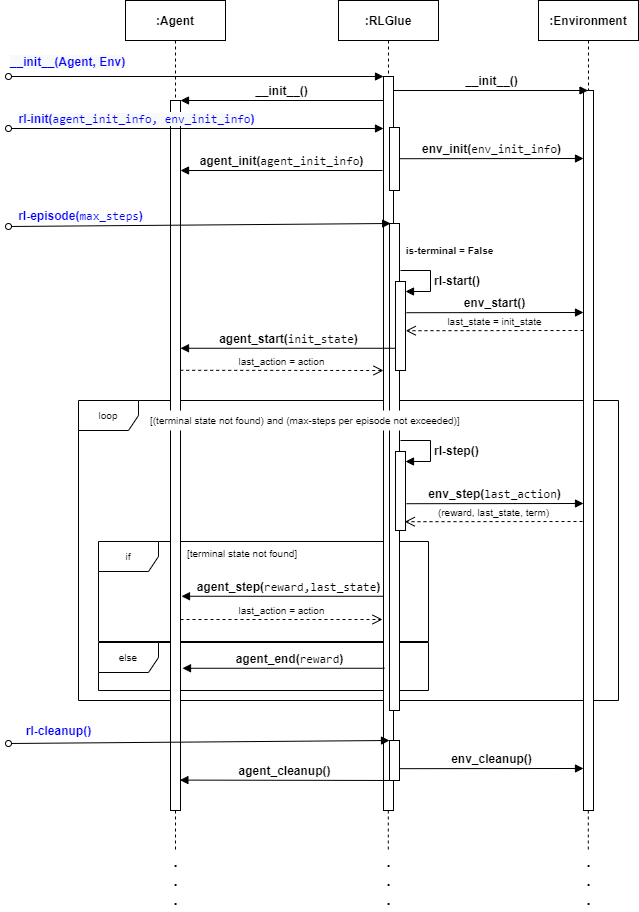 :Agent
:RLGlue
:Environment
__init__(Agent, Env)
__init__()
__init__()
rl-init(agent_init_info, env_init_info)
env_init(env_init_info)
agent_init(agent_init_info)
rl-episode(max_steps)
is-terminal = False
rl-start()
env_start()
last_state = init_state
agent_start(init_state)
last_action = action
loop
[(terminal state not found) and (max-steps per episode not exceeded)]
rl-step()
env_step(last_action)
(reward, last_state, term)
if
[terminal state not found]
agent_step(reward,last_state)
last_action = action
else
agent_end(reward)
rl-cleanup()
env_cleanup()
agent_cleanup()